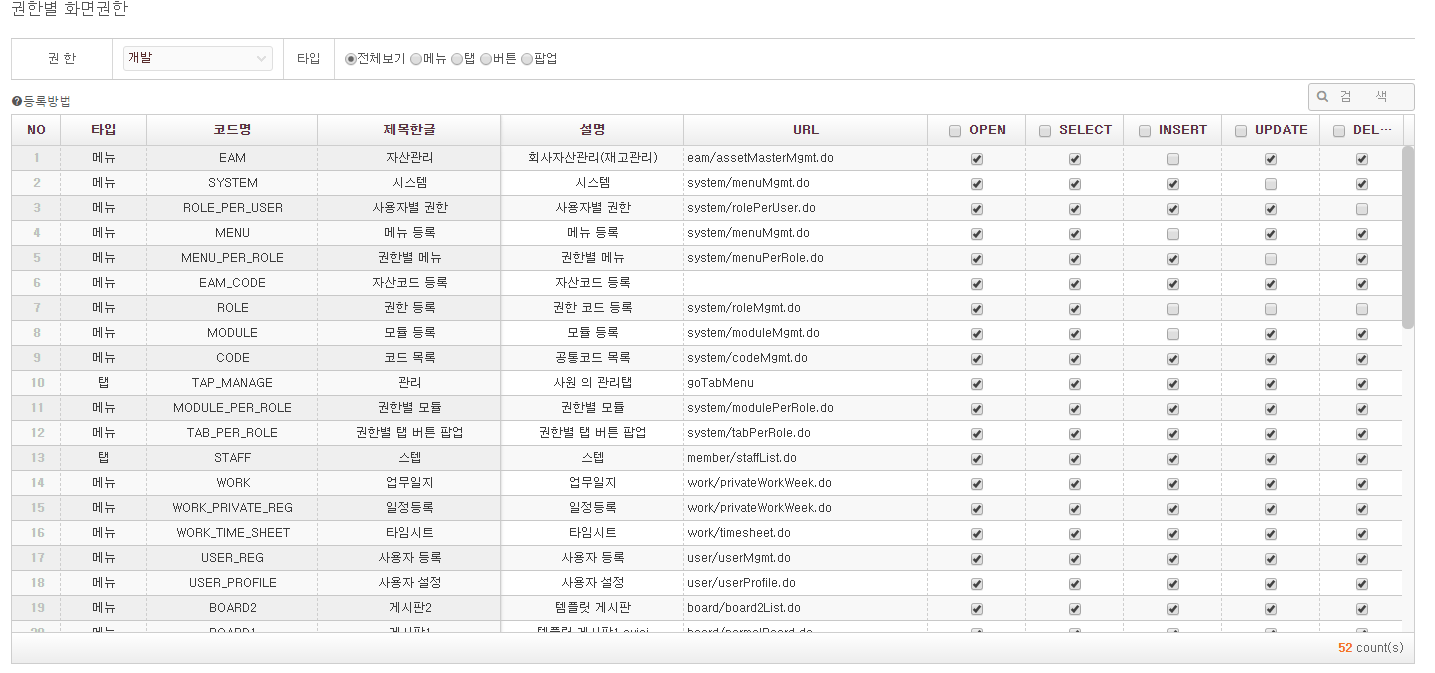 권한별 화면권한
권 한 개발 타입 전체보기 메뉴 탭 버튼 팝업
등록방법 검 색
NO 타입 코드명 제목한글 설명 URL OPEN SELECT INSERT UPDATE DEL…
1 메뉴 EAM 자산관리 회사자산관리(재고관리) eam/assetMasterMgmt.do
2 메뉴 SYSTEM 시스템 시스템 system/menuMgmt.do
3 메뉴 ROLE_PER_USER 사용자별 권한 사용자별 권한 system/rolePerUser.do
4 메뉴 MENU 메뉴 등록 메뉴 등록 system/menuMgmt.do
5 메뉴 MENU_PER_ROLE 권한별 메뉴 권한별 메뉴 system/menuPerRole.do
6 메뉴 EAM_CODE 자산코드 등록 자산코드 등록
7 메뉴 ROLE 권한 등록 권한 코드 등록 system/roleMgmt.do
8 메뉴 MODULE 모듈 등록 모듈 등록 system/moduleMgmt.do
9 메뉴 CODE 코드 목록 공통코드 목록 system/codeMgmt.do
10 탭 TAP_MANAGE 관리 사원 의 관리탭 goTabMenu
11 메뉴 MODULE_PER_ROLE 권한별 모듈 권한별 모듈 system/modulePerRole.do
12 메뉴 TAB_PER_ROLE 권한별 탭 버튼 팝업 권한별 탭 버튼 팝업 system/tabPerRole.do
13 탭 STAFF 스텝 스텝 member/staffList.do
14 메뉴 WORK 업무일지 업무일지 work/privateWorkWeek.do
15 메뉴 WORK_PRIVATE_REG 일정등록 일정등록 work/privateWorkWeek.do
16 메뉴 WORK_TIME_SHEET 타임시트 타임시트 work/timesheet.do
17 메뉴 USER_REG 사용자 등록 사용자 등록 user/userMgmt.do
18 메뉴 USER_PROFILE 사용자 설정 사용자 설정 user/userProfile.do
19 메뉴 BOARD2 게시판2 템플릿 게시판 board/board2List.do
20 메뉴 BOARD1 게시판1
52 count(s)